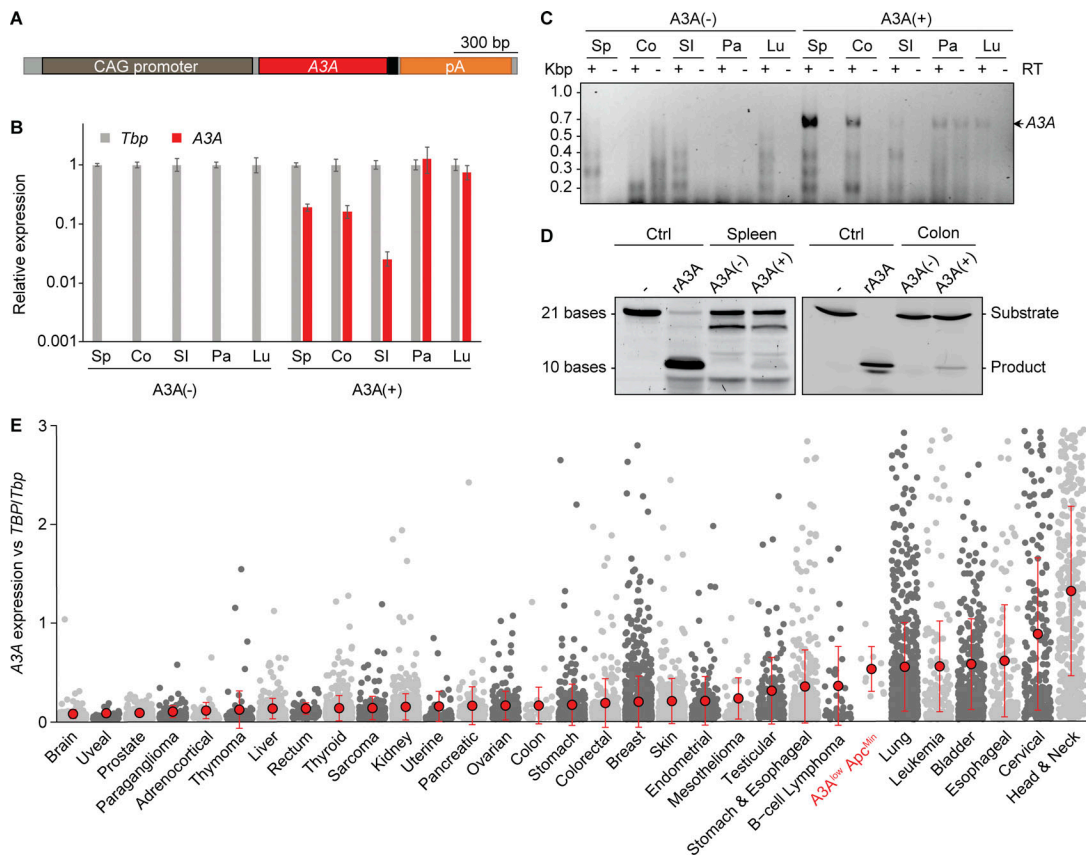 A
300 bp
CAG promoter A3A pA
B
Tbp A3A
Relative expression
1
0.1
0.01
0.001
Sp Co SI Pa Lu Sp Co SI Pa Lu
A3A(-) A3A(+)
C
A3A(-) A3A(+)
Sp Co SI Pa Lu Sp Co SI Pa Lu
Kbp + - + - + - + - + - + - + - + - + - + - RT
1.0
0.7 A3A
0.4
0.3
0.2
D
Ctrl Spleen Ctrl Colon
- rA3A A3A(-) A3A(+) - rA3A A3A(-) A3A(+)
21 bases Substrate
10 bases Product
E
A3A expression vs TBP/Tbp
3
2
1
0
Brain
Uveal
Prostate
Paraganglioma
Adrenocortical
Thymoma
Liver
Rectum
Thyroid
Sarcoma
Kidney
Uterine
Pancreatic
Ovarian
Colon
Stomach
Colorectal
Breast
Skin
Endometrial
Mesothelioma
Testicular
Stomach & Esophageal
B-cell Lymphoma
A3A^low Apc^Min
Lung
Leukemia
Bladder
Esophageal
Cervical
Head & Neck